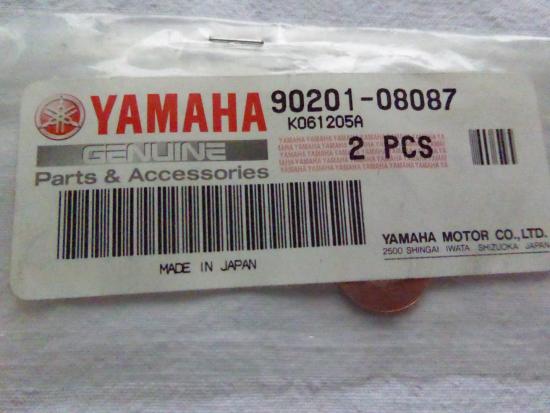 YAMAHA 90201-08087
K061205A
GENUINE
2 PCS
Parts & Accessories
YAMAHA MOTOR CO., LTD.
2500 SHINGAI IWATA SHIZUOKA JAPAN
MADE IN JAPAN